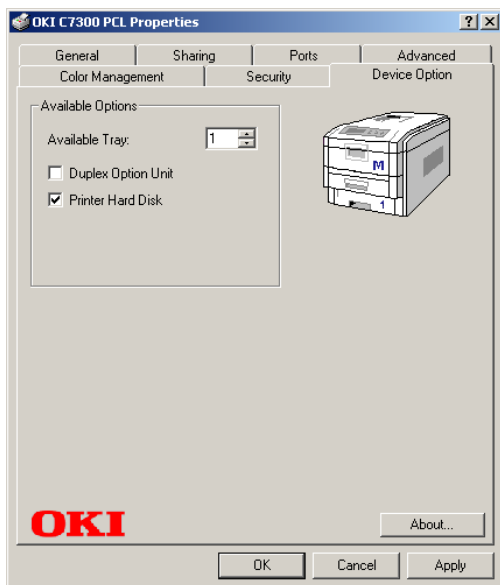 OKI C7300 PCL Properties
General Sharing Ports Advanced
Color Management Security Device Option
Available Options
Available Tray: 1
Duplex Option Unit
Printer Hard Disk
M
1
OKI
About...
OK Cancel Apply